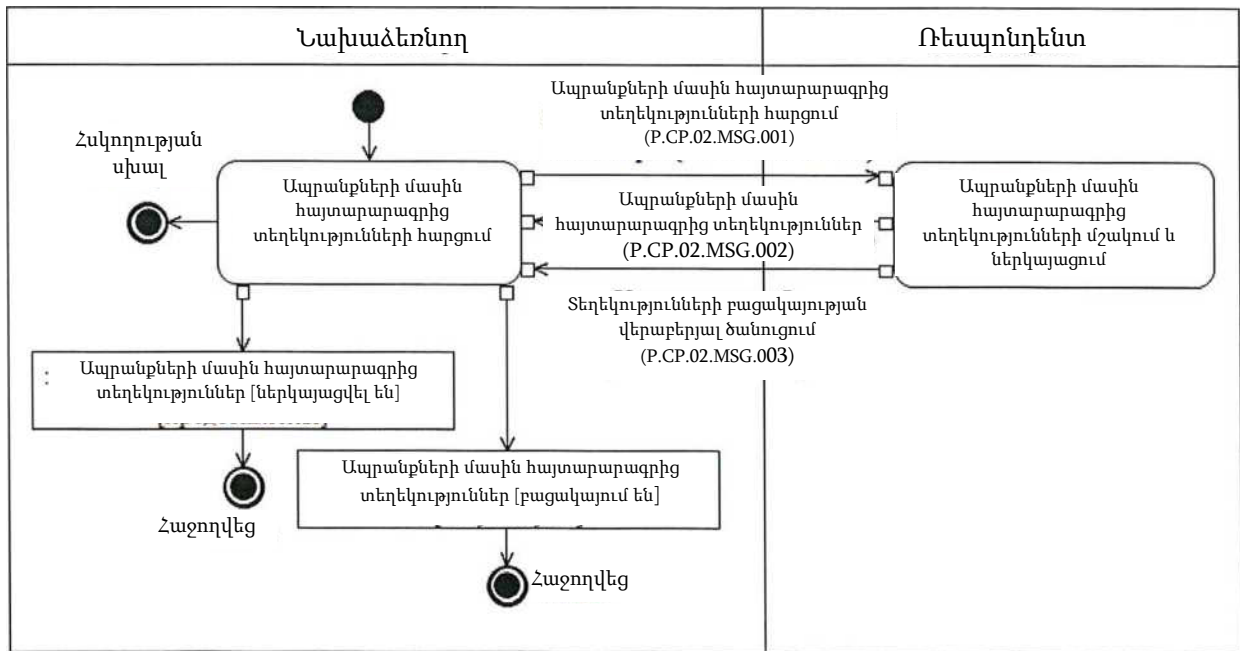 Նախաձեռնող
Ռեսպոնդենտ
Ապրանքների մասին հայտարարագրից
տեղեկությունների հարցում
(P.CP.02.MSG.001)
Հսկողության
սխալ
Ապրանքների մասին
հայտարարագրից
տեղեկությունների հարցում
Ապրանքների մասին
հայտարարագրից տեղեկություններ
(P.CP.02.MSG.002)
Ապրանքների մասին
հայտարարագրից
տեղեկությունների մշակում և
ներկայացում
Տեղեկությունների բացակայության
վերաբերյալ ծանուցում
(P.CP.02.MSG.003)
Ապրանքների մասին հայտարարագրից
տեղեկություններ [ներկայացվել են]
Ապրանքների մասին հայտարարագրից
տեղեկություններ [բացակայում են]
Հաջողվեց
Հաջողվեց